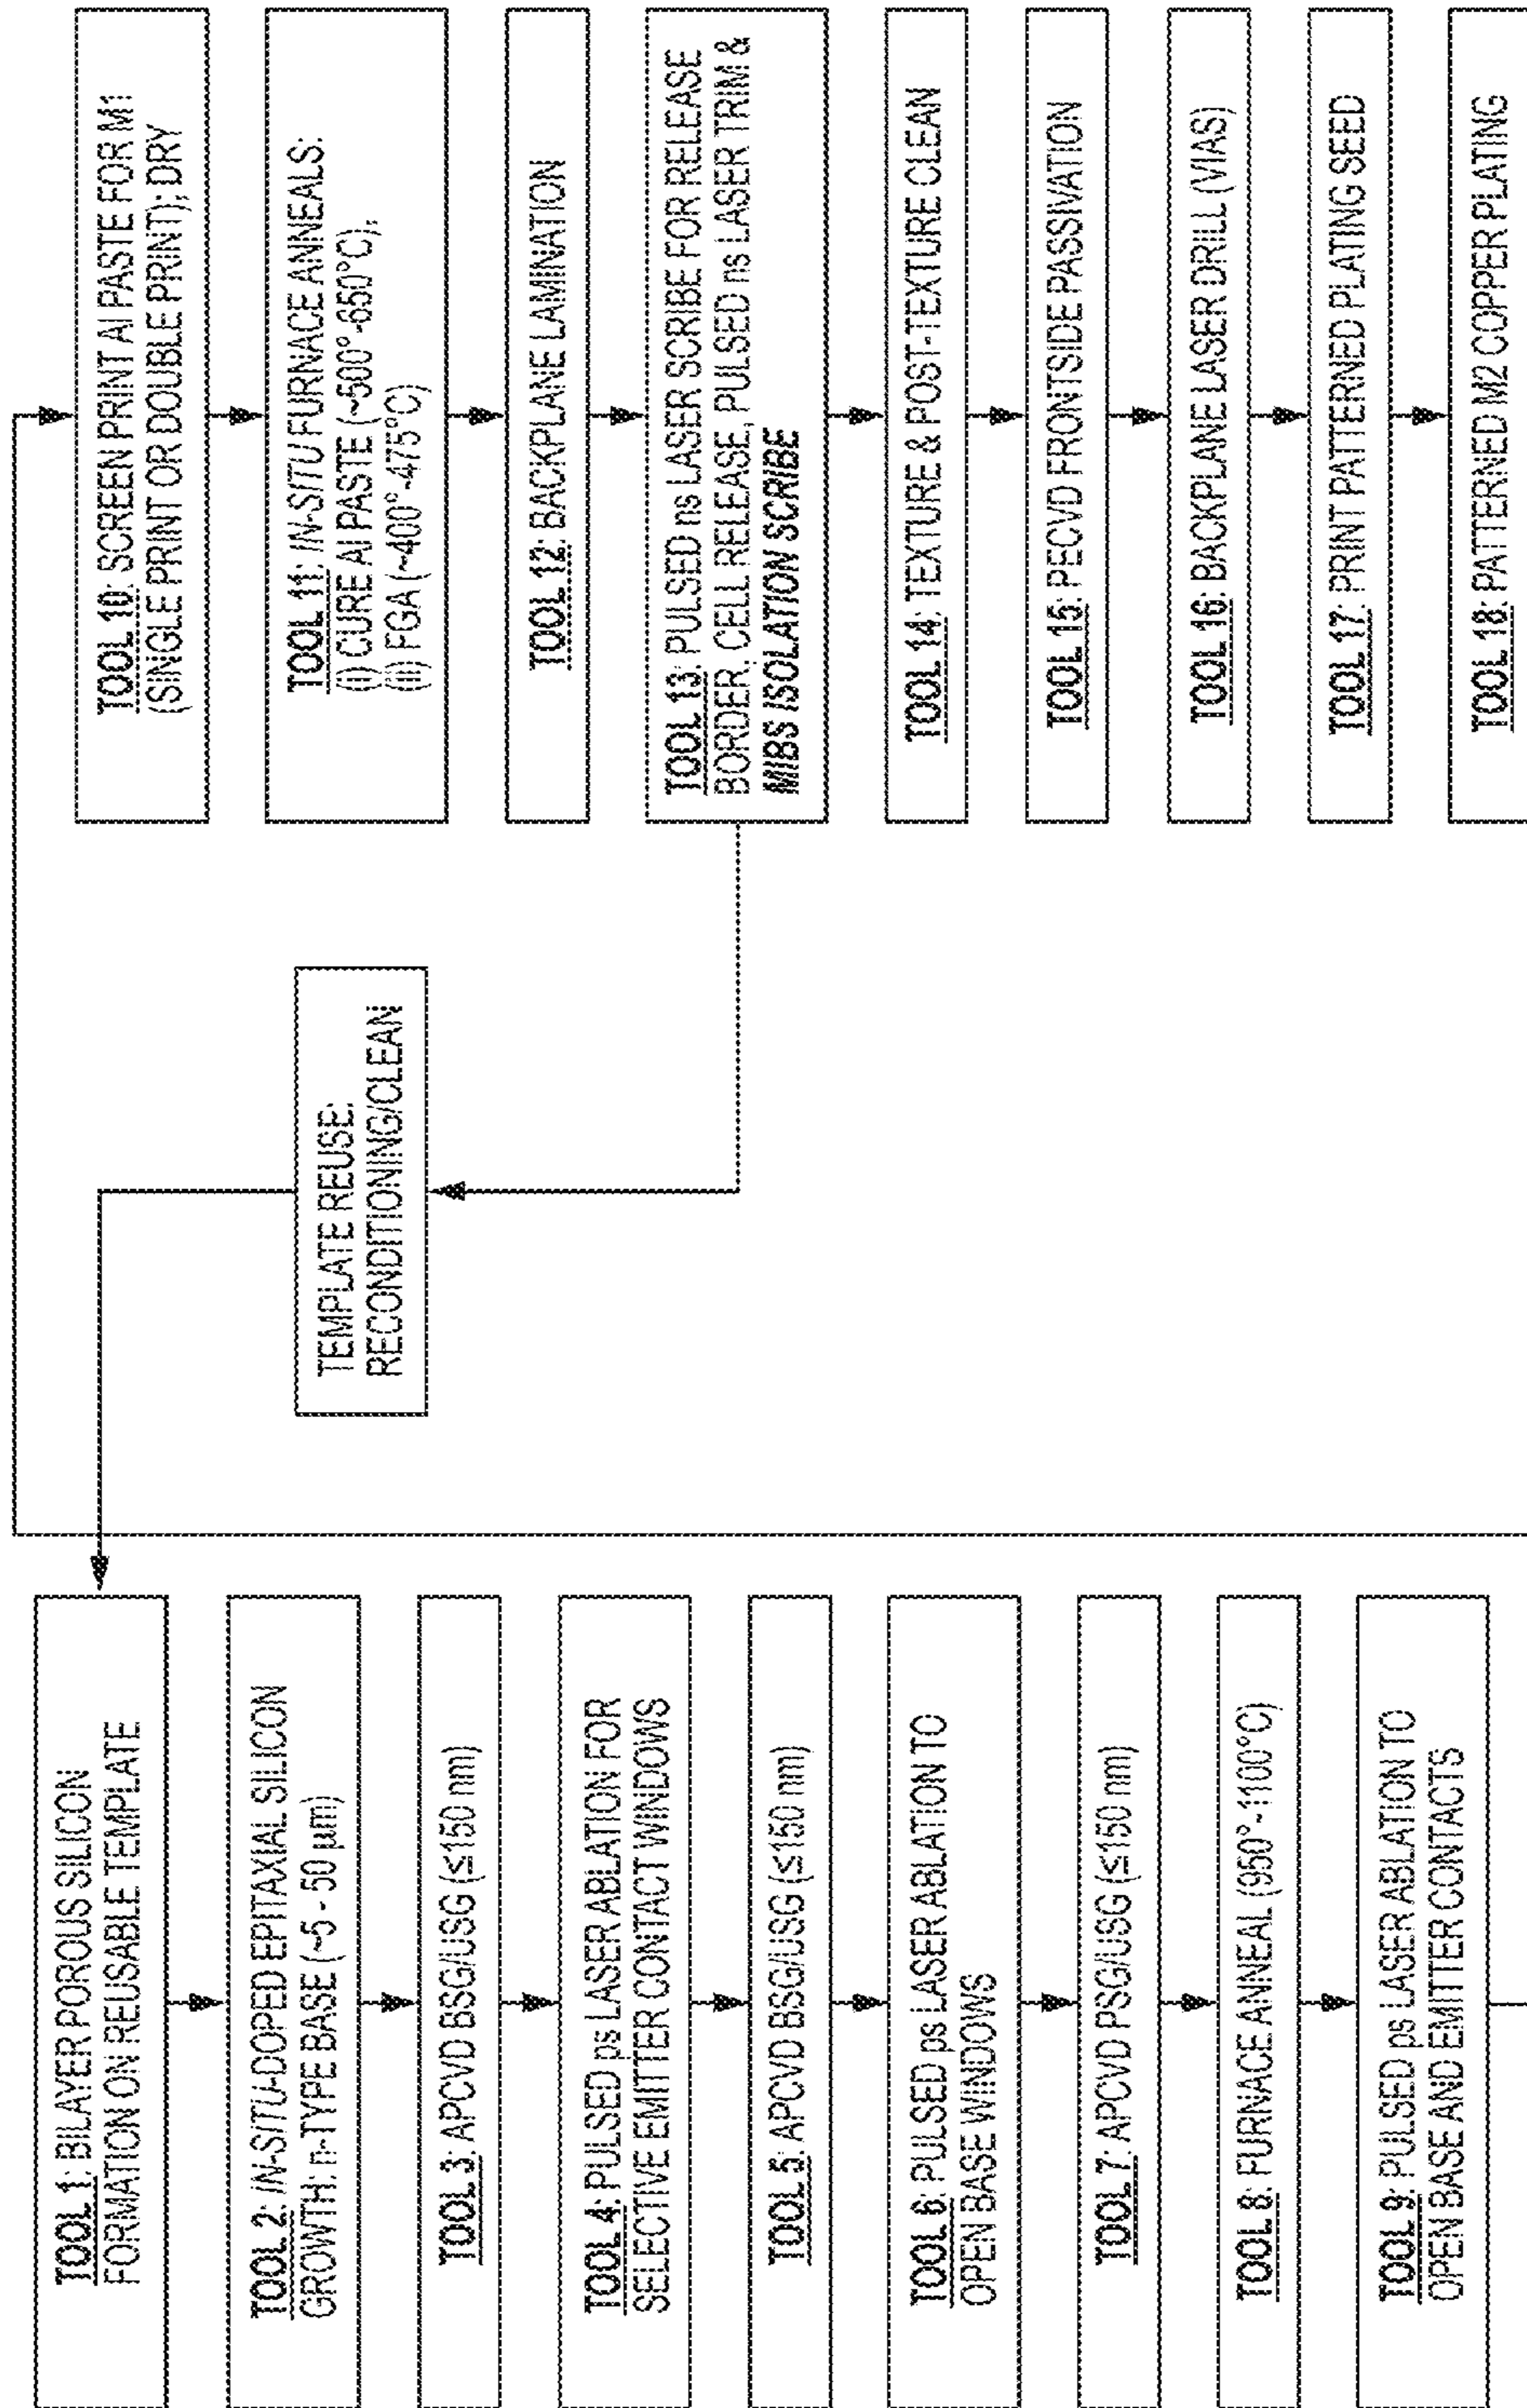 TOOL 1: BILAYER POROUS SILICON
FORMATION ON REUSABLE TEMPLATE
TOOL 2: IN-SITU-DOPED EPITAXIAL SILICON
GROWTH: n-TYPE BASE (~5 - 50 µm)
TOOL 3: APCVD BSG/USG (≤150 nm)
TOOL 4: PULSED ps LASER ABLATION FOR
SELECTIVE EMITTER CONTACT WINDOWS
TOOL 5: APCVD BSG/USG (≤150 nm)
TOOL 6: PULSED ps LASER ABLATION TO
OPEN BASE WINDOWS
TOOL 7: APCVD PSG/USG (≤150 nm)
TOOL 8: FURNACE ANNEAL (950°-1100°C)
TOOL 9: PULSED ps LASER ABLATION TO
OPEN BASE AND EMITTER CONTACTS
TEMPLATE REUSE:
RECONDITIONING/CLEAN
TOOL 10: SCREEN PRINT Al PASTE FOR M1
(SINGLE PRINT OR DOUBLE PRINT); DRY
TOOL 11: IN-SITU FURNACE ANNEALS:
(i) CURE Al PASTE (~500°-650°C),
(ii) FGA (~400°-475°C)
TOOL 12: BACKPLANE LAMINATION
TOOL 13: PULSED ns LASER SCRIBE FOR RELEASE
BORDER, CELL RELEASE, PULSED ns LASER TRIM &
MIBS ISOLATION SCRIBE
TOOL 14: TEXTURE & POST-TEXTURE CLEAN
TOOL 15: PECVD FRONTSIDE PASSIVATION
TOOL 16: BACKPLANE LASER DRILL (VIAS)
TOOL 17: PRINT PATTERNED PLATING SEED
TOOL 18: PATTERNED M2 COPPER PLATING